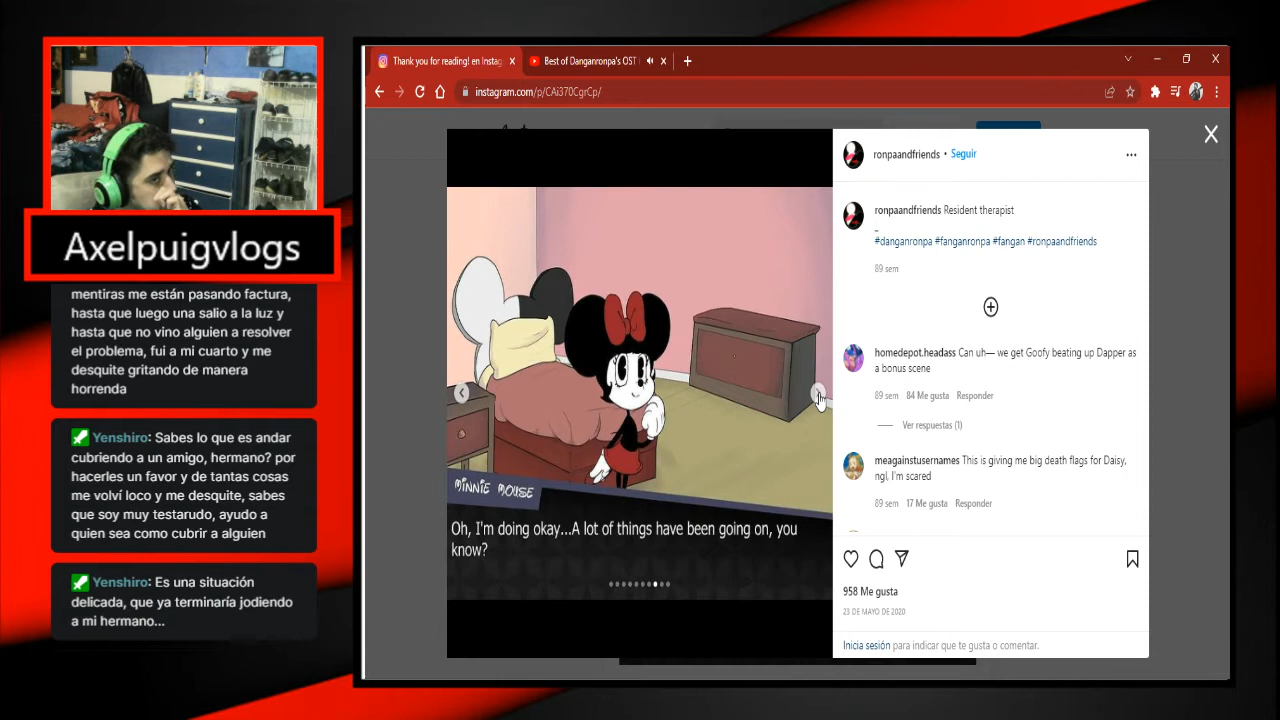 Axelpuigvlogs
mentiras me están pasando factura,
hasta que luego una salio a la luz y
hasta que no vino alguien a resolver
el problema, fui a mi cuarto y me
desquite gritando de manera
horrenda
Yenshiro: Sabes lo que es andar
cubriendo a un amigo, hermano? por
hacerles un favor y de tantas cosas
me volví loco y me desquite, sabes
que soy muy testarudo, ayudo a
quien sea como cubrir a alguien
Yenshiro: Es una situación
delicada, que ya terminaría jodiendo
a mi hermano...
Thank you for reading! en Instag
Best of Danganronpa's OST
instagram.com/p/CAi370CgrCp/
MINNIE MOUSE
Oh, I'm doing okay...A lot of things have been going on, you
know?
ronpaandfriends • Seguir
ronpaandfriends Resident therapist
_
#danganronpa #fanganronpa #fangan #ronpaandfriends
89 sem
homedepot.headass Can uh— we get Goofy beating up Dapper as
a bonus scene
89 sem 84 Me gusta Responder
Ver respuestas (1)
meagainstusernames This is giving me big death flags for Daisy,
ngl, I'm scared
89 sem 17 Me gusta Responder
958 Me gusta
23 DE MAYO DE 2020
Inicia sesión para indicar que te gusta o comentar.